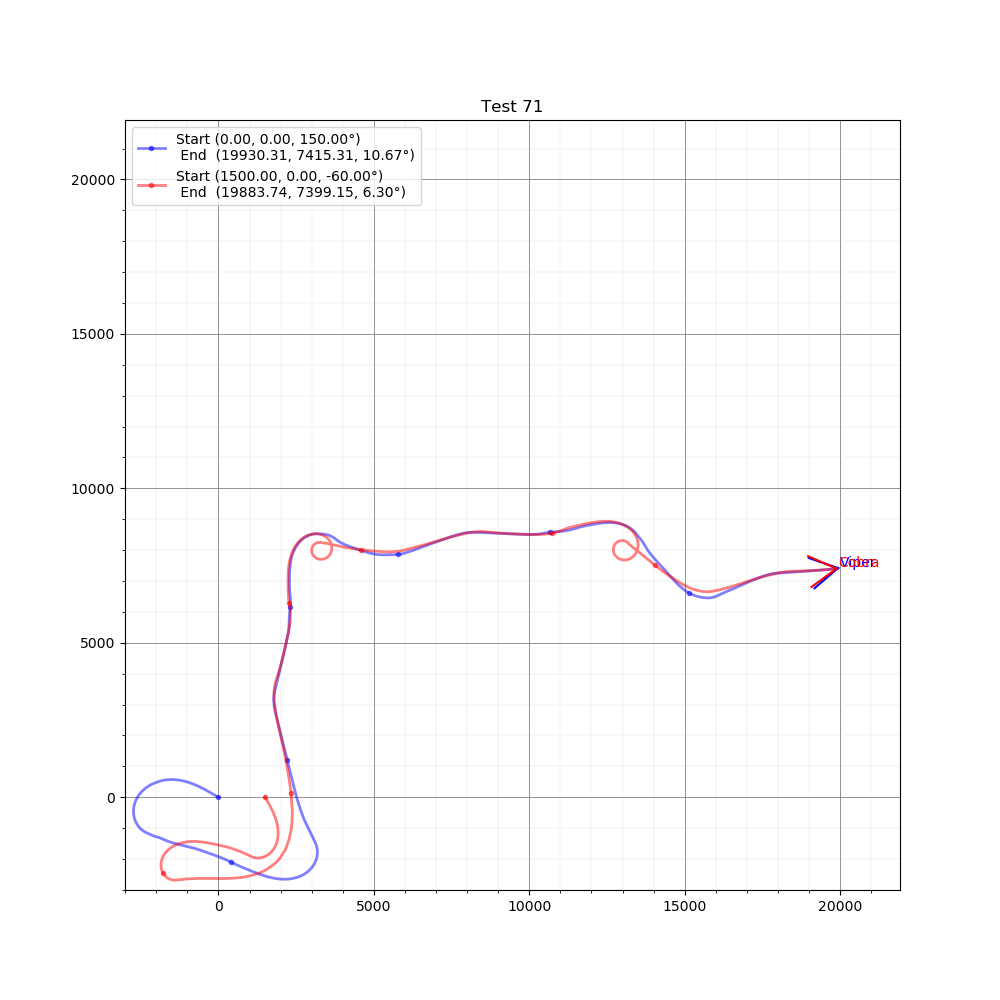 Test 71
Start (0.00, 0.00, 150.00°)
End (19930.31, 7415.31, 10.67°)
Start (1500.00, 0.00, -60.00°)
End (19883.74, 7399.15, 6.30°)
20000
15000
10000
5000
0
Viper
Cobra
0
5000
10000
15000
20000